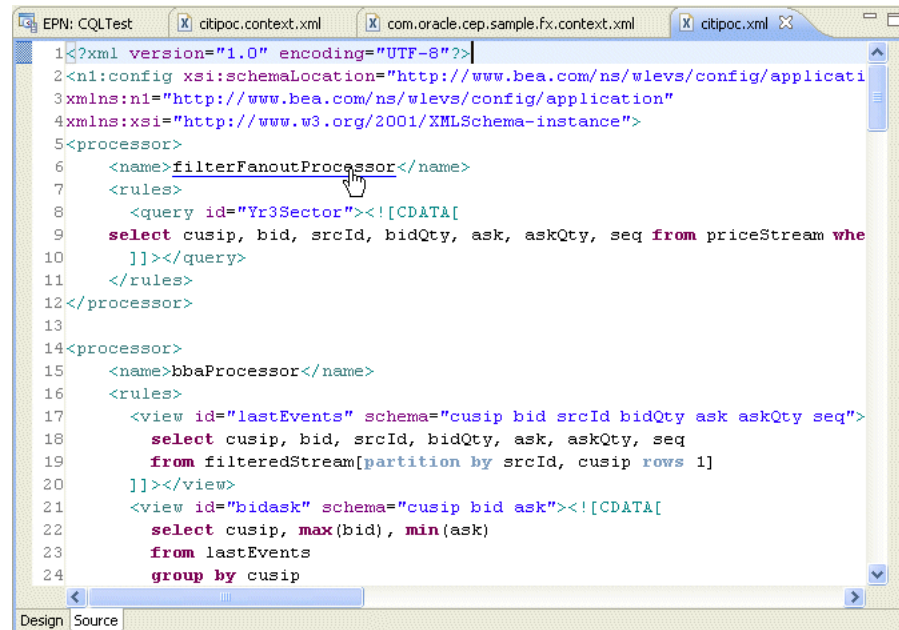 EPN: CQLTest citipoc.context.xml com.oracle.cep.sample.fx.context.xml citipoc.xml
1<?xml version="1.0" encoding="UTF-8"?>
2<n1:config xsi:schemaLocation="http://www.bea.com/ns/wlevs/config/applicati
3xmlns:n1="http://www.bea.com/ns/wlevs/config/application"
4xmlns:xsi="http://www.w3.org/2001/XMLSchema-instance">
5<processor>
6 <name>filterFanoutProcessor</name>
7 <rules>
8 <query id="Yr3Sector"><![CDATA[
9 select cusip, bid, srcId, bidQty, ask, askQty, seq from priceStream whe
10 ]]></query>
11 </rules>
12</processor>
13
14<processor>
15 <name>bbaProcessor</name>
16 <rules>
17 <view id="lastEvents" schema="cusip bid srcId bidQty ask askQty seq">
18 select cusip, bid, srcId, bidQty, ask, askQty, seq
19 from filteredStream[partition by srcId, cusip rows 1]
20 ]]></view>
21 <view id="bidask" schema="cusip bid ask"><![CDATA[
22 select cusip, max(bid), min(ask)
23 from lastEvents
24 group by cusip
Design Source